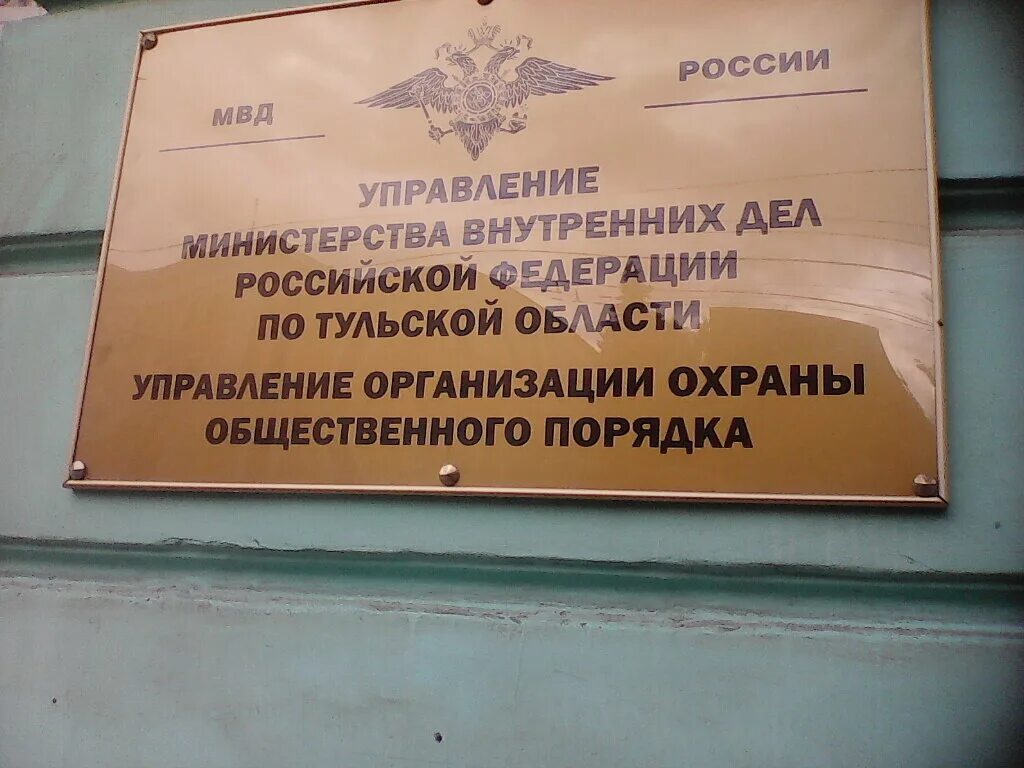 МВД РОССИИ
УПРАВЛЕНИЕ
МИНИСТЕРСТВА ВНУТРЕННИХ ДЕЛ
РОССИЙСКОЙ ФЕДЕРАЦИИ
ПО ТУЛЬСКОЙ ОБЛАСТИ
УПРАВЛЕНИЕ ОРГАНИЗАЦИИ ОХРАНЫ
ОБЩЕСТВЕННОГО ПОРЯДКА